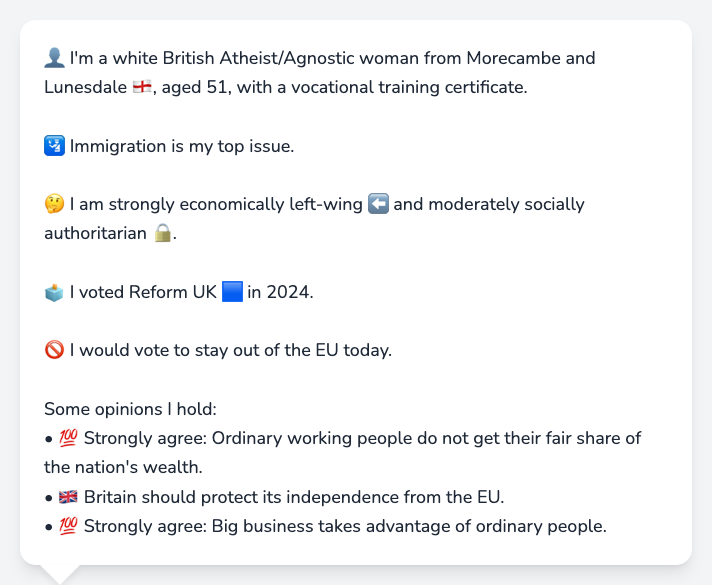 👤 I'm a white British Atheist/Agnostic woman from Morecambe and
Lunesdale 🏴󠁧󠁢󠁥󠁮󠁧󠁿, aged 51, with a vocational training certificate.
🛂 Immigration is my top issue.
🤔 I am strongly economically left-wing ⬅️ and moderately socially
authoritarian 🔒.
🗳️ I voted Reform UK 🟦 in 2024.
🚫 I would vote to stay out of the EU today.
Some opinions I hold:
• 💯 Strongly agree: Ordinary working people do not get their fair share of
the nation's wealth.
• 🇬🇧 Britain should protect its independence from the EU.
• 💯 Strongly agree: Big business takes advantage of ordinary people.